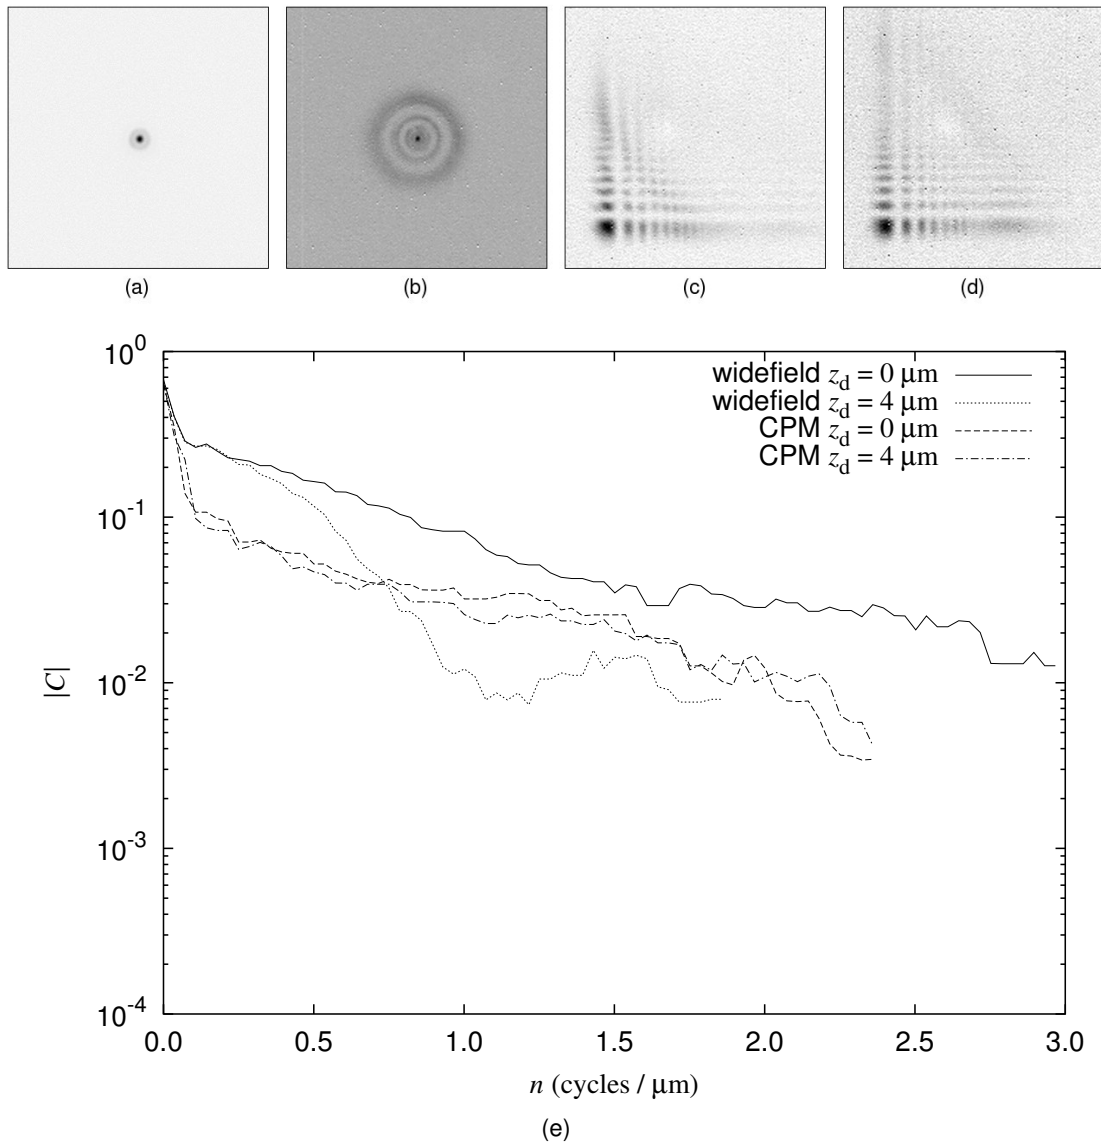 (a) (b) (c) (d)
widefield z_d = 0 μm
widefield z_d = 4 μm
CPM z_d = 0 μm
CPM z_d = 4 μm
10^0
10^-1
10^-2
10^-3
10^-4
|C|
0.0 0.5 1.0 1.5 2.0 2.5 3.0
n (cycles / μm)
(e)